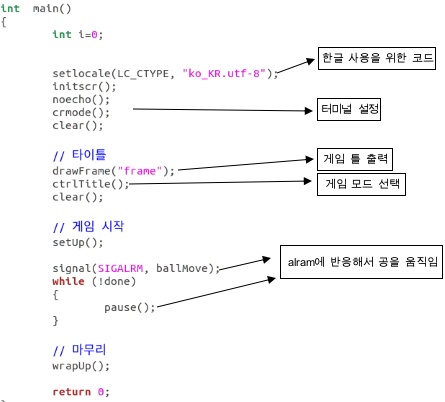 int  main()
{
int i=0;
setlocale(LC_CTYPE, "ko_KR.utf-8");
한글 사용을 위한 코드
initscr();
noecho();
crmode();
터미널 설정
clear();
// 타이틀
drawFrame("frame");
게임 틀 출력
ctrlTitle();
게임 모드 선택
clear();
// 게임 시작
setUp();
signal(SIGALRM, ballMove);
alram에 반응해서 공을 움직임
while (!done)
{
pause();
}
// 마무리
wrapUp();
return 0;